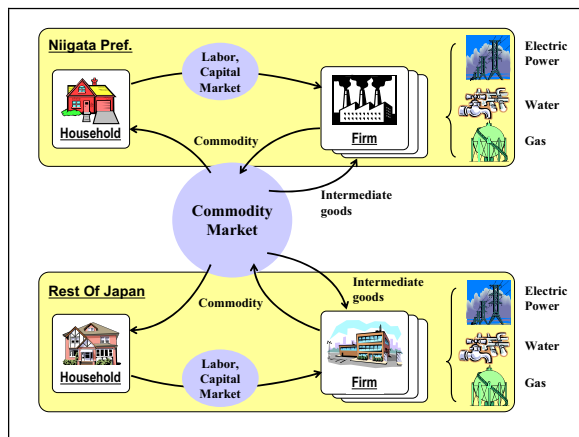 Niigata Pref.
Labor,
Capital
Market
Household
Firm
Electric
Power
Water
Gas
Commodity
Intermediate
goods
Commodity
Market
Rest Of Japan
Intermediate
goods
Commodity
Household
Labor,
Capital
Market
Firm
Electric
Power
Water
Gas